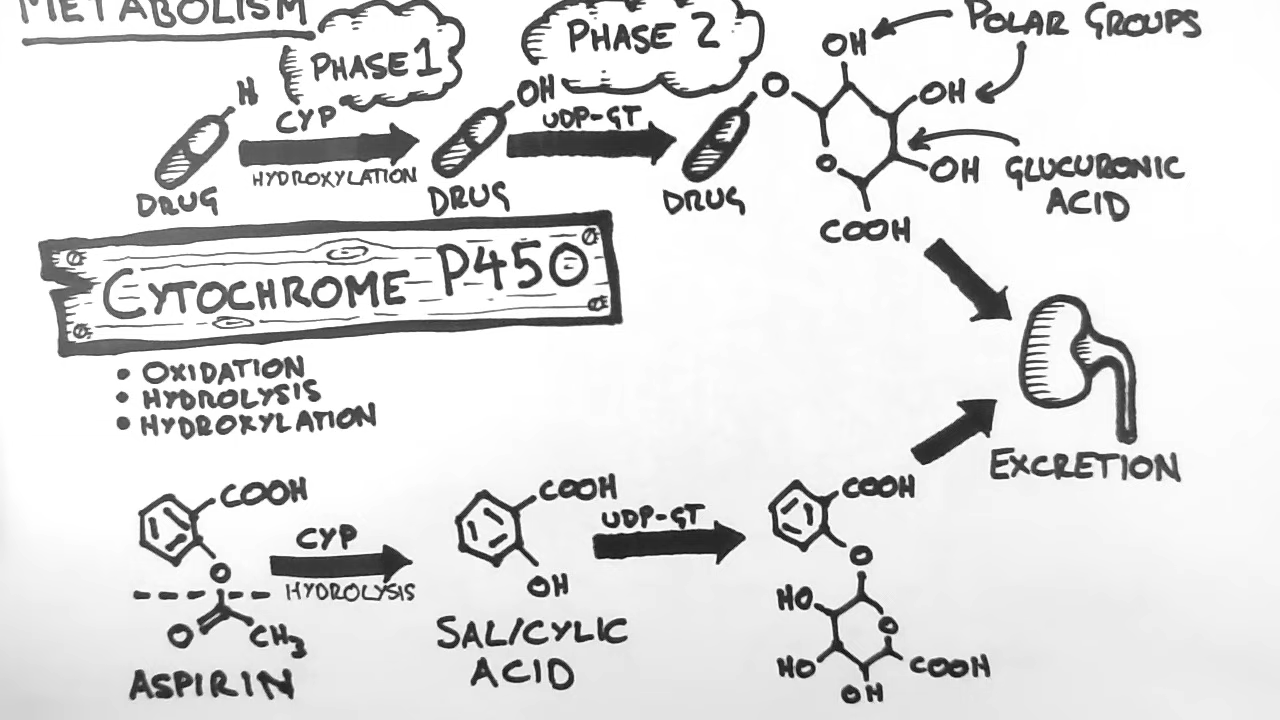 METABOLISM
PHASE 1
PHASE 2
POLAR GROUPS
H
CYP
HYDROXYLATION
DRUG
OH
UDP-GT
DRUG
O
OH
OH
OH
O
COOH
DRUG
GLUCURONIC
ACID
CYTOCHROME P450
• OXIDATION
• HYDROLYSIS
• HYDROXYLATION
EXCRETION
COOH
O
O
CH3
ASPIRIN
CYP
HYDROLYSIS
COOH
OH
SAL/CYLIC
ACID
UDP-GT
COOH
O
HO
O
HO
OH
COOH